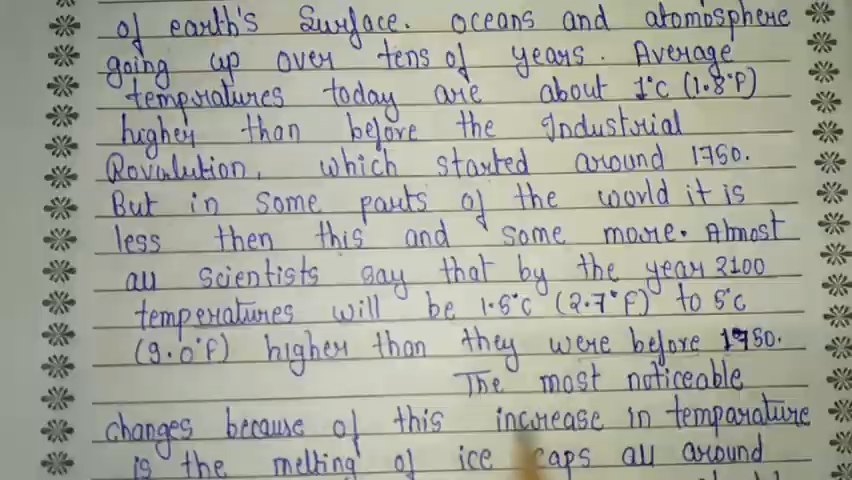 of earth's Surface. oceans and atomosphere
going up over tens of years. Average
temperatures today are about 1°C (1.8°F)
higher than before the Industrial
Rovulution, which started around 1750.
But in some parts of the world it is
less then this and some more. Almost
all scientists say that by the year 2100
temperatures will be 1.5°C (2.7°F) to 5°C
(9.0°F) higher than they were before 1750.
The most noticeable
changes because of this increase in temparature
is the melting of ice caps all around